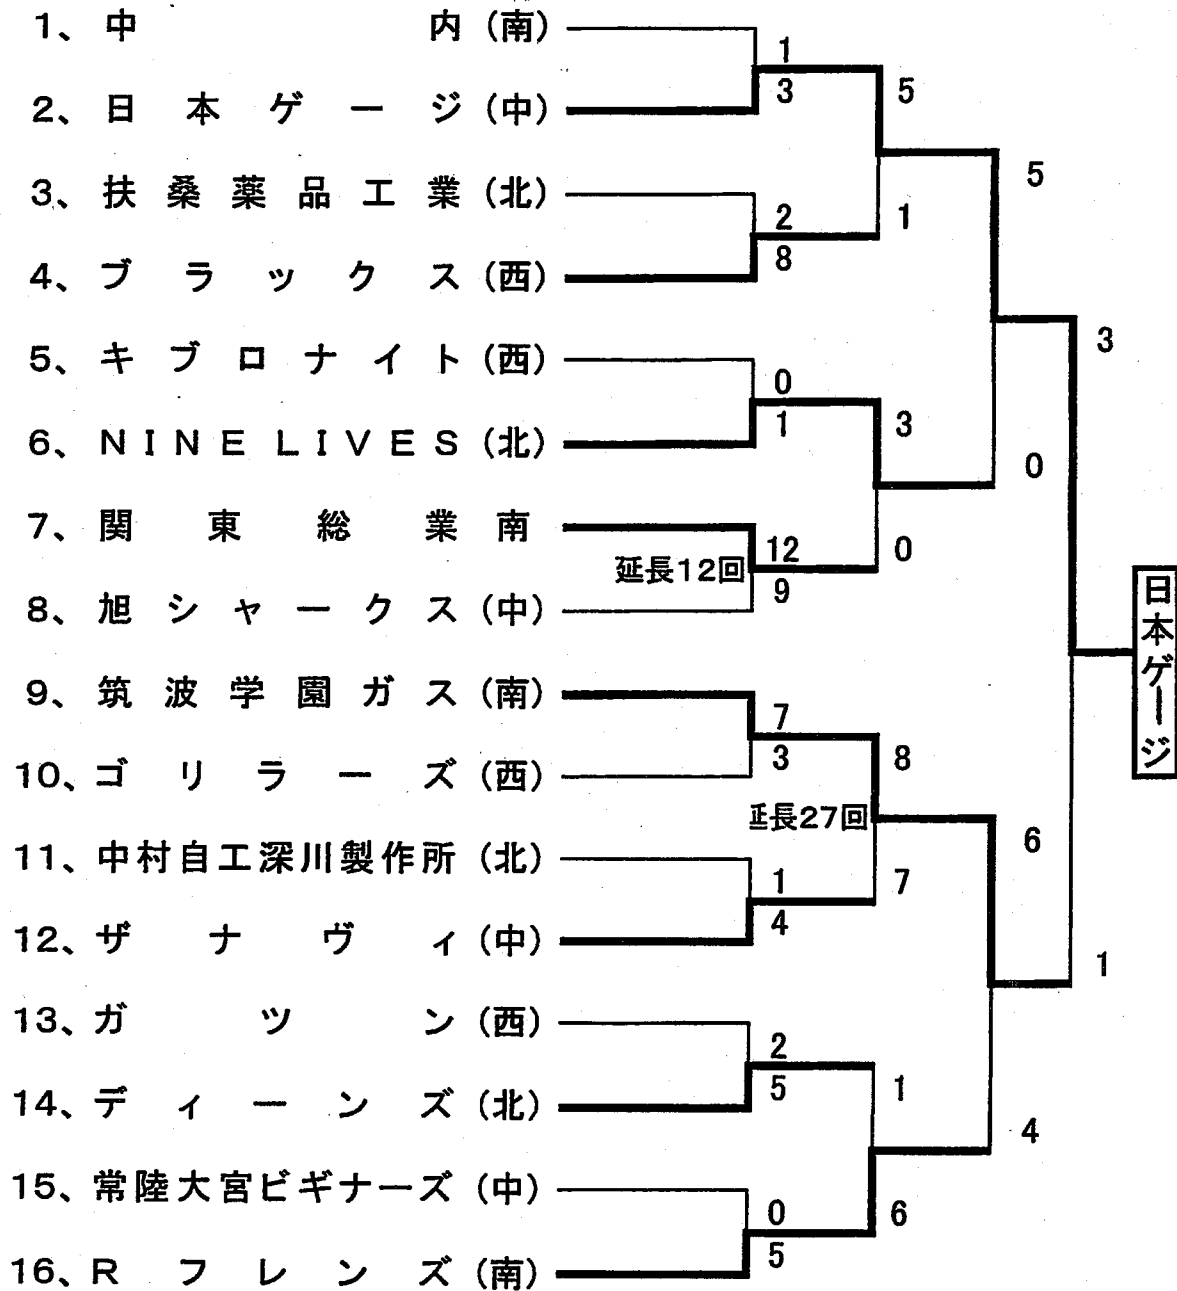 1、中内(南)
1
3
5
2、日本ゲージ(中)
5
3、扶桑薬品工業(北)
2
8
1
4、ブラックス(西)
3
5、キブロナイト(西)
0
1
3
6、NINE LIVES(北)
0
7、関東総業南
延長12回
12
9
0
8、旭シャークス(中)
日本ゲージ
9、筑波学園ガス(南)
7
3
8
10、ゴリラーズ(西)
延長27回
6
11、中村自工深川製作所(北)
1
4
7
12、ザナヴィ(中)
1
13、ガツン(西)
2
5
1
14、ディーンズ(北)
4
15、常陸大宮ビギナーズ(中)
0
5
6
16、Rフレンズ(南)